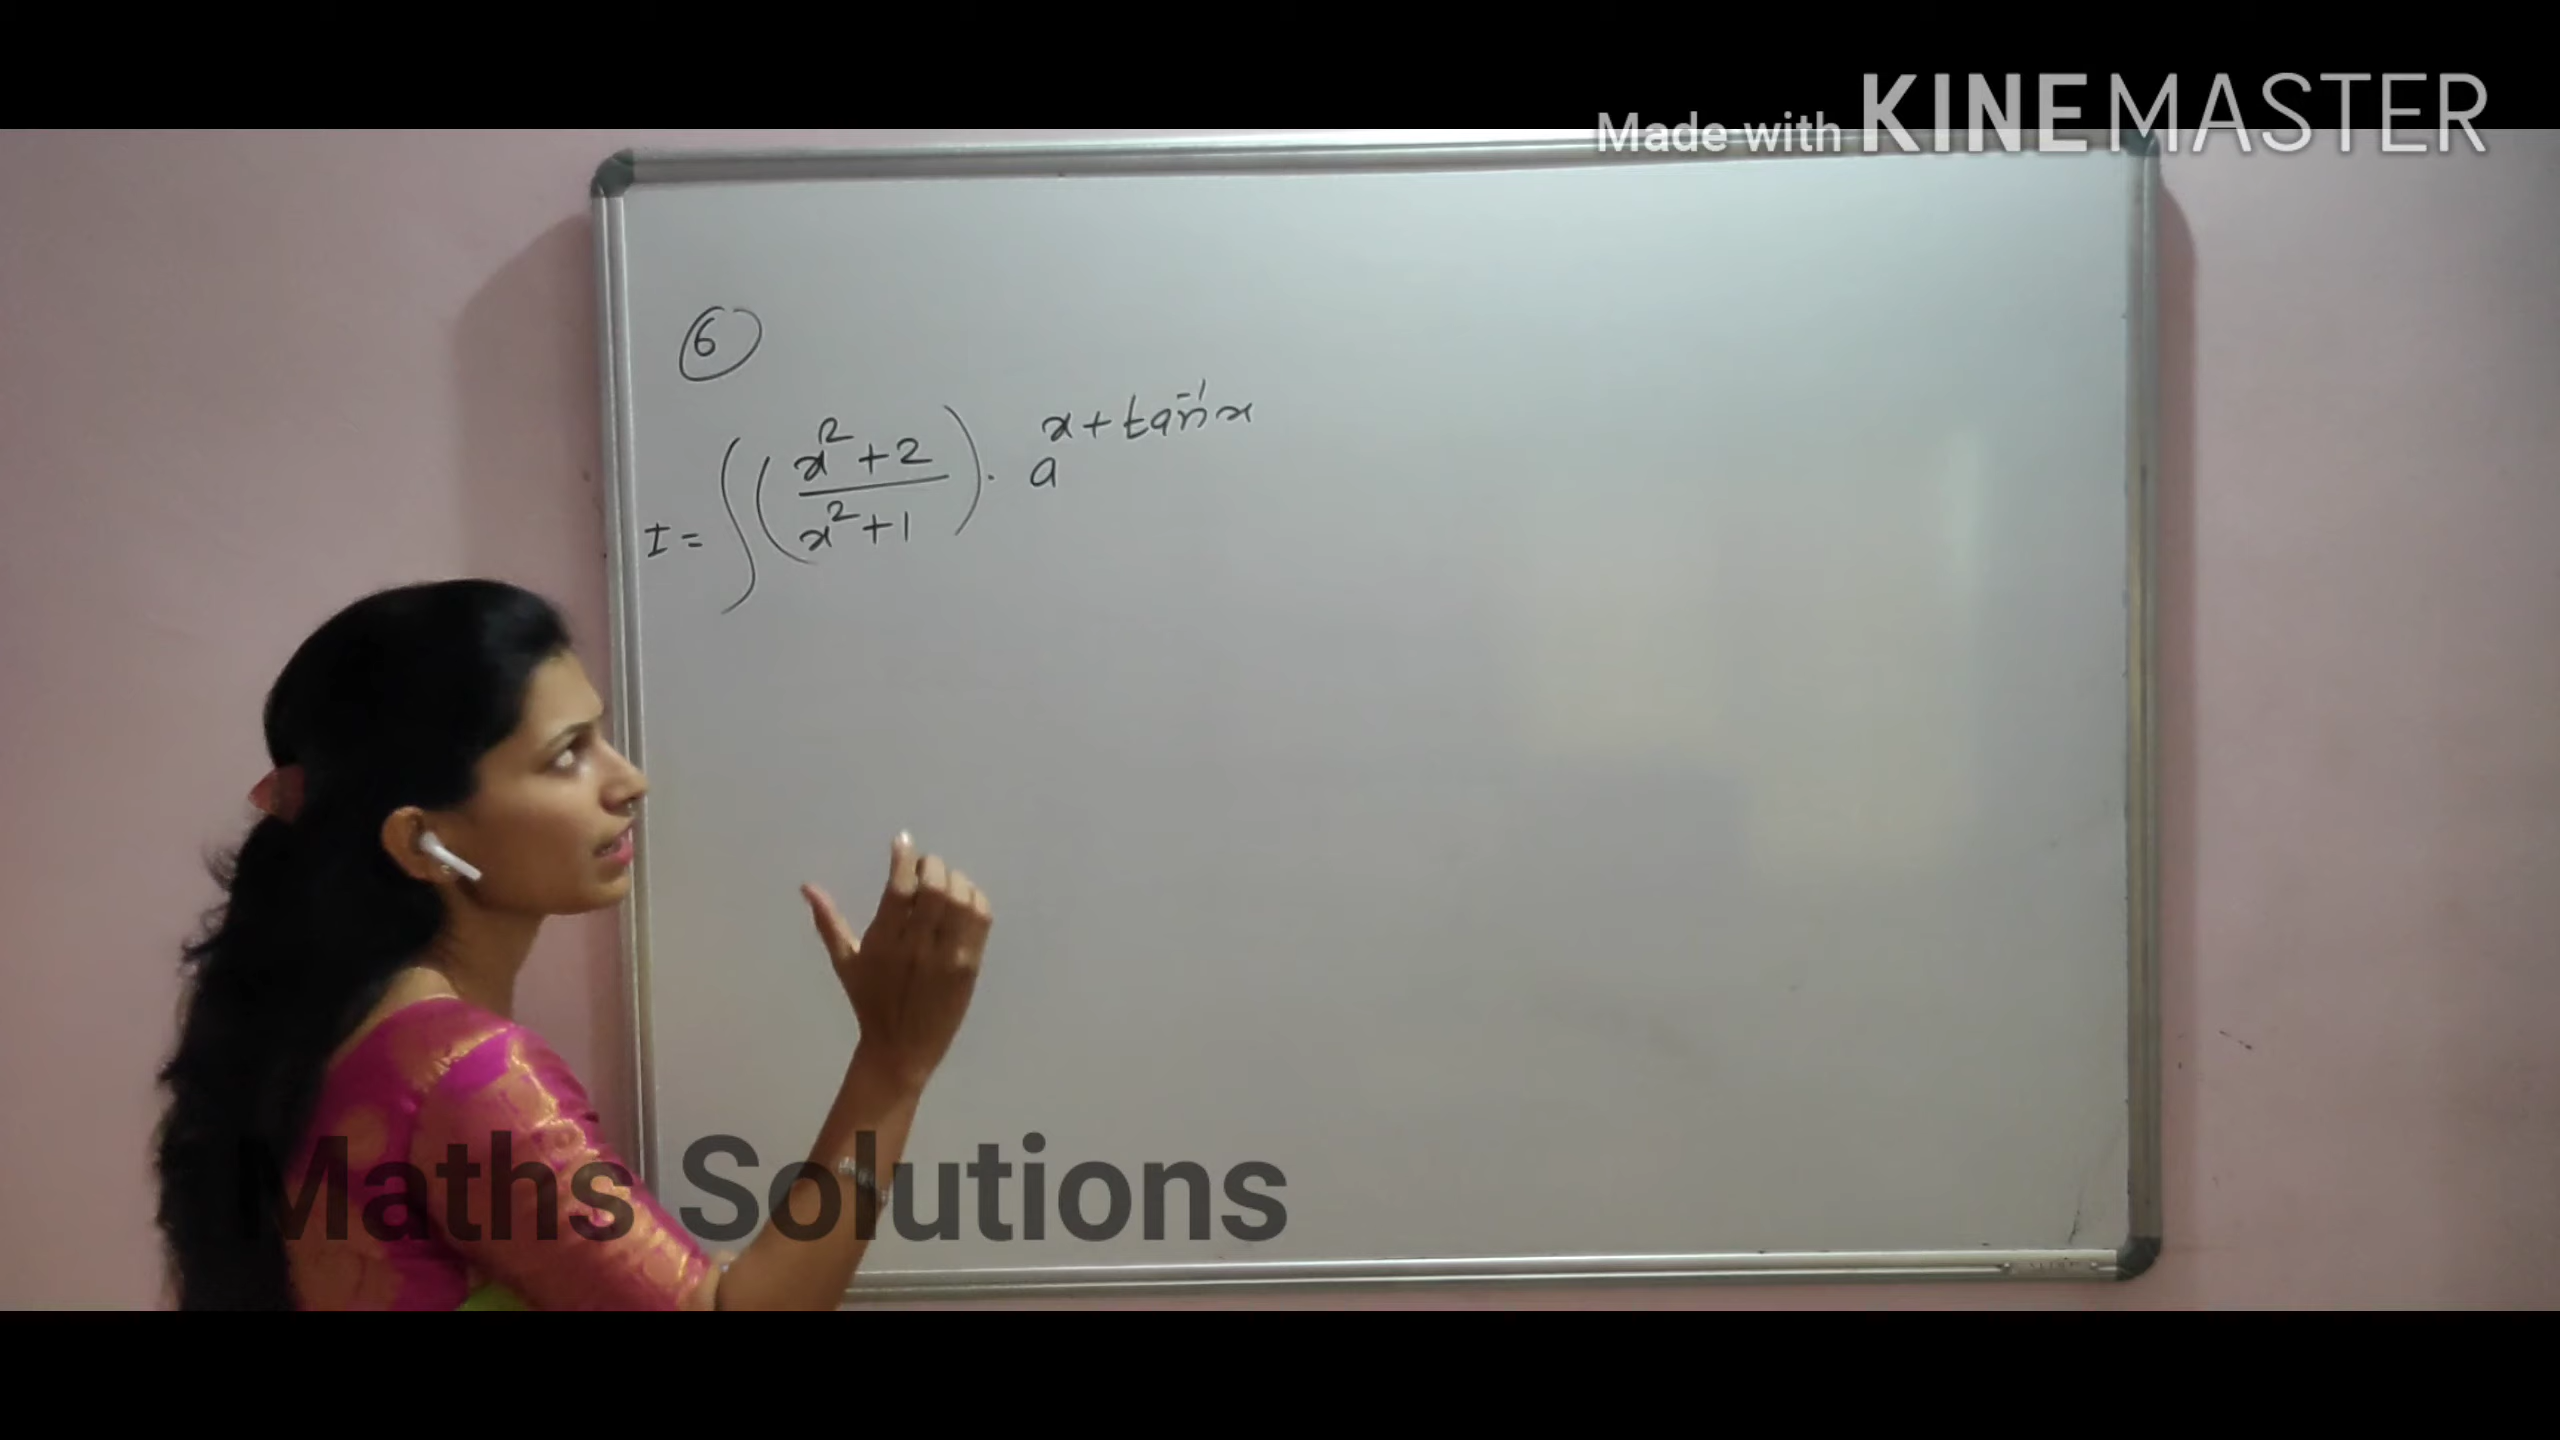 Made with KINEMASTER
6
I = ∫ (x² + 2 / x² + 1) . a^(x + tan⁻¹x)
Maths Solutions